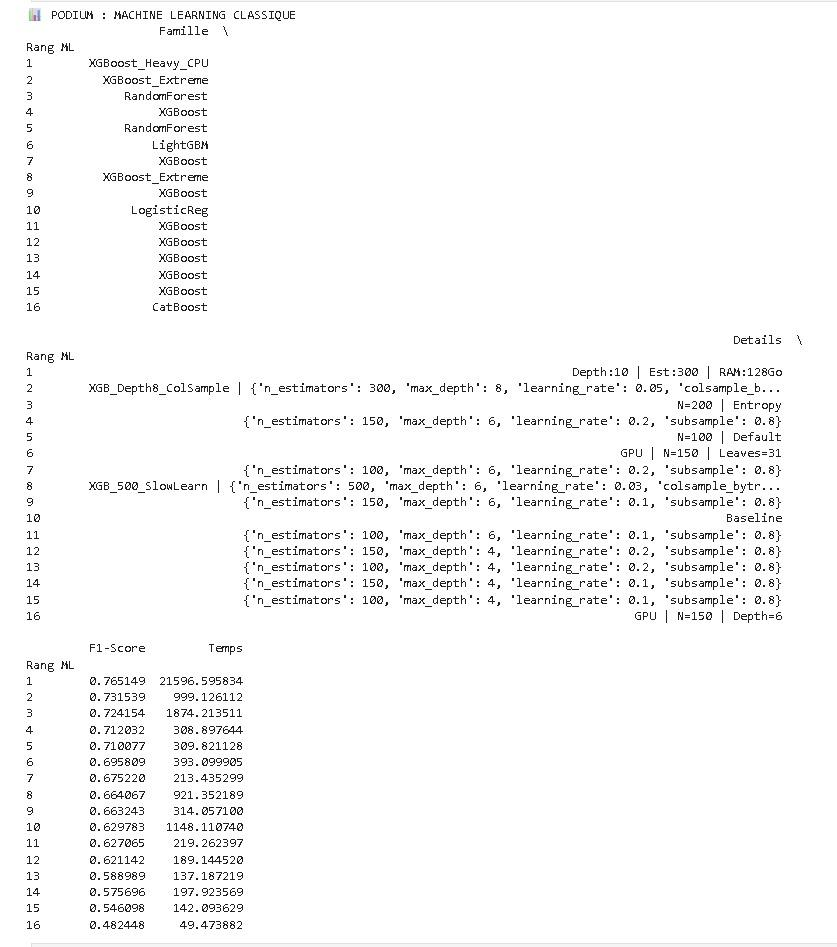 📊 PODIUM : MACHINE LEARNING CLASSIQUE
Famille \
Rang ML
1 XGBoost_Heavy_CPU
2 XGBoost_Extreme
3 RandomForest
4 XGBoost
5 RandomForest
6 LightGBM
7 XGBoost
8 XGBoost_Extreme
9 XGBoost
10 LogisticReg
11 XGBoost
12 XGBoost
13 XGBoost
14 XGBoost
15 XGBoost
16 CatBoost
Details \
Rang ML
1 Depth:10 | Est:300 | RAM:128Go
2 XGB_Depth8_ColSample | {'n_estimators': 300, 'max_depth': 8, 'learning_rate': 0.05, 'colsample_b...
3 N=200 | Entropy
4 {'n_estimators': 150, 'max_depth': 6, 'learning_rate': 0.2, 'subsample': 0.8}
5 N=100 | Default
6 GPU | N=150 | Leaves=31
7 {'n_estimators': 100, 'max_depth': 6, 'learning_rate': 0.2, 'subsample': 0.8}
8 XGB_500_SlowLearn | {'n_estimators': 500, 'max_depth': 6, 'learning_rate': 0.03, 'colsample_bytr...
9 {'n_estimators': 150, 'max_depth': 6, 'learning_rate': 0.1, 'subsample': 0.8}
10 Baseline
11 {'n_estimators': 100, 'max_depth': 6, 'learning_rate': 0.1, 'subsample': 0.8}
12 {'n_estimators': 150, 'max_depth': 4, 'learning_rate': 0.2, 'subsample': 0.8}
13 {'n_estimators': 100, 'max_depth': 4, 'learning_rate': 0.2, 'subsample': 0.8}
14 {'n_estimators': 150, 'max_depth': 4, 'learning_rate': 0.1, 'subsample': 0.8}
15 {'n_estimators': 100, 'max_depth': 4, 'learning_rate': 0.1, 'subsample': 0.8}
16 GPU | N=150 | Depth=6
F1-Score Temps
Rang ML
1 0.765149 21596.595834
2 0.731539 999.126112
3 0.724154 1874.213511
4 0.712032 308.897644
5 0.710077 309.821128
6 0.695809 393.099905
7 0.675220 213.435299
8 0.664067 921.352189
9 0.663243 314.057100
10 0.629783 1148.110740
11 0.627065 219.262397
12 0.621142 189.144520
13 0.588989 137.187219
14 0.575696 197.923569
15 0.546098 142.093629
16 0.482448 49.473882